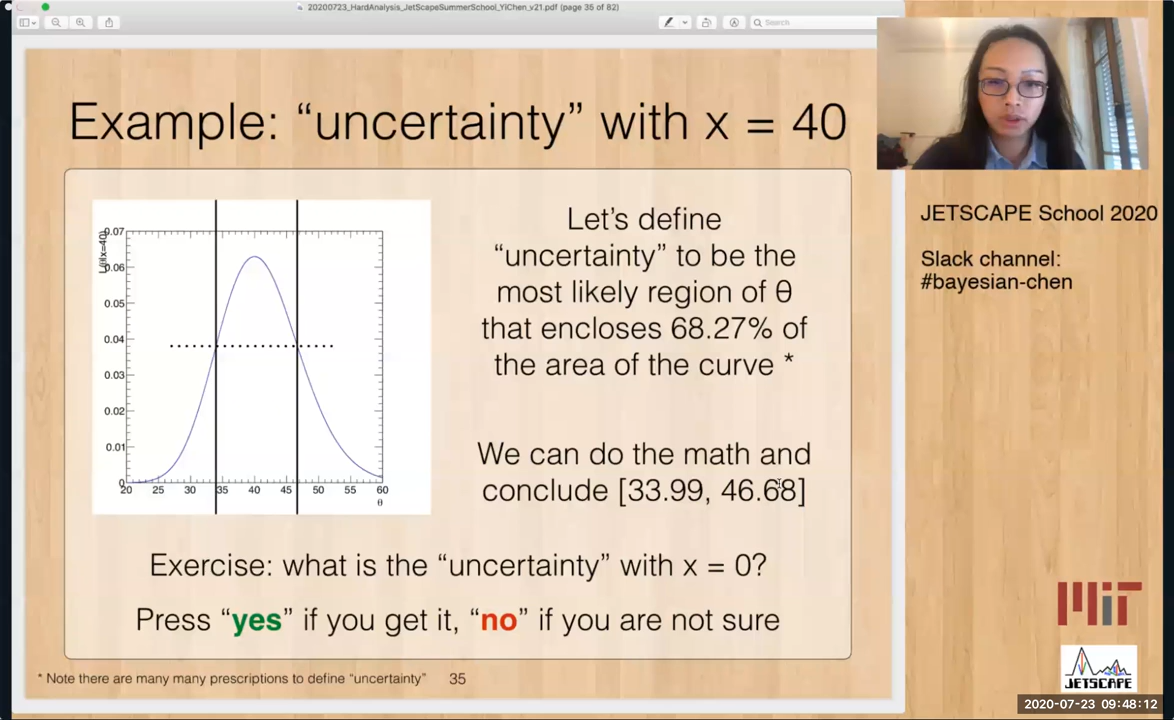 20200723_HardAnalysis_JetScapeSummerSchool_YiChen_v21.pdf (page 35 of 82)
Search
Example: “uncertainty” with x = 40
Let’s define
“uncertainty” to be the
most likely region of θ
that encloses 68.27% of
the area of the curve *
We can do the math and
conclude [33.99, 46.68]
0.07
0.06
0.05
0.04
0.03
0.02
0.01
0
20 25 30 35 40 45 50 55 60
θ
Exercise: what is the “uncertainty” with x = 0?
Press “yes” if you get it, “no” if you are not sure
* Note there are many many prescriptions to define “uncertainty”
35
JETSCAPE School 2020
Slack channel:
#bayesian-chen
MIT
JETSCAPE
2020-07-23 09:48:12